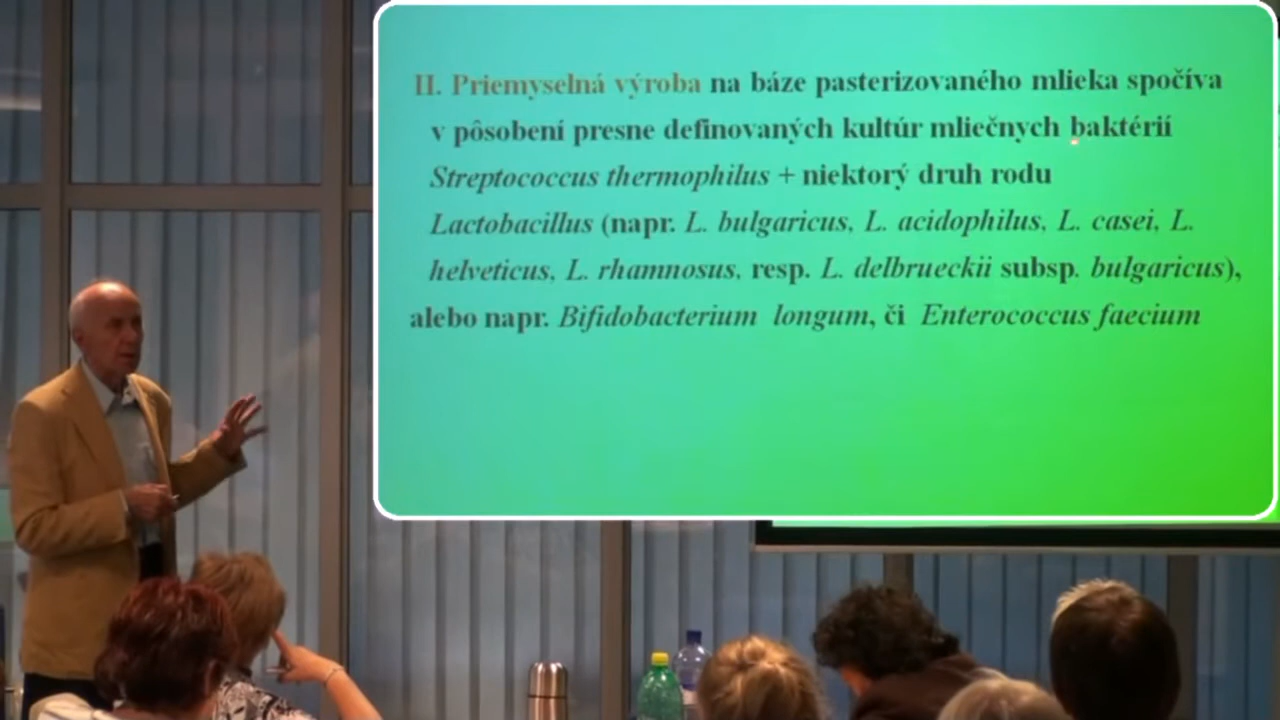 II. Priemyselná výroba na báze pasterizovaného mlieka spočíva
v pôsobení presne definovaných kultúr mliečnych baktérií
Streptococcus thermophilus + niektorý druh rodu
Lactobacillus (napr. L. bulgaricus, L. acidophilus, L. casei, L.
helveticus, L. rhamnosus, resp. L. delbrueckii subsp. bulgaricus),
alebo napr. Bifidobacterium longum, či Enterococcus faecium